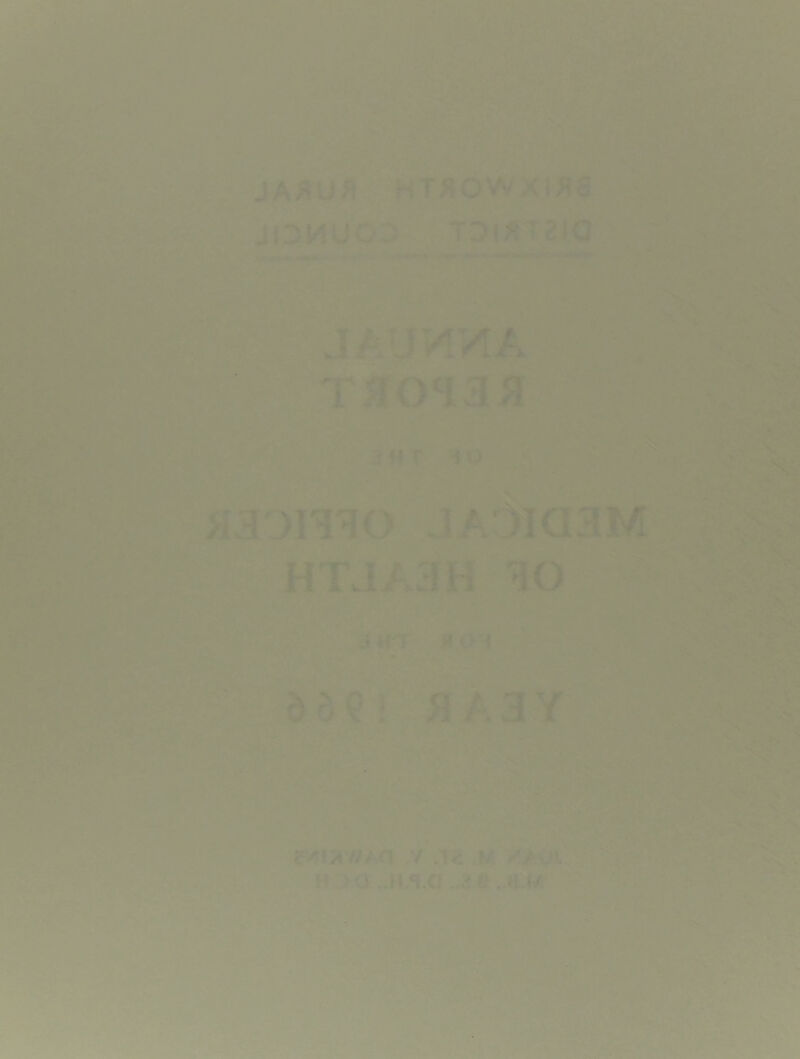 BRIXWORTH RURAL
DISTRICT COUNCIL
ANNUAL
REPORT
OF THE
MEDICAL OFFICER
OF HEALTH
FOR THE
YEAR 1966
JOAN M. ST. V. DAWKINS
M.B., B.S., D.P.H., D.C.H